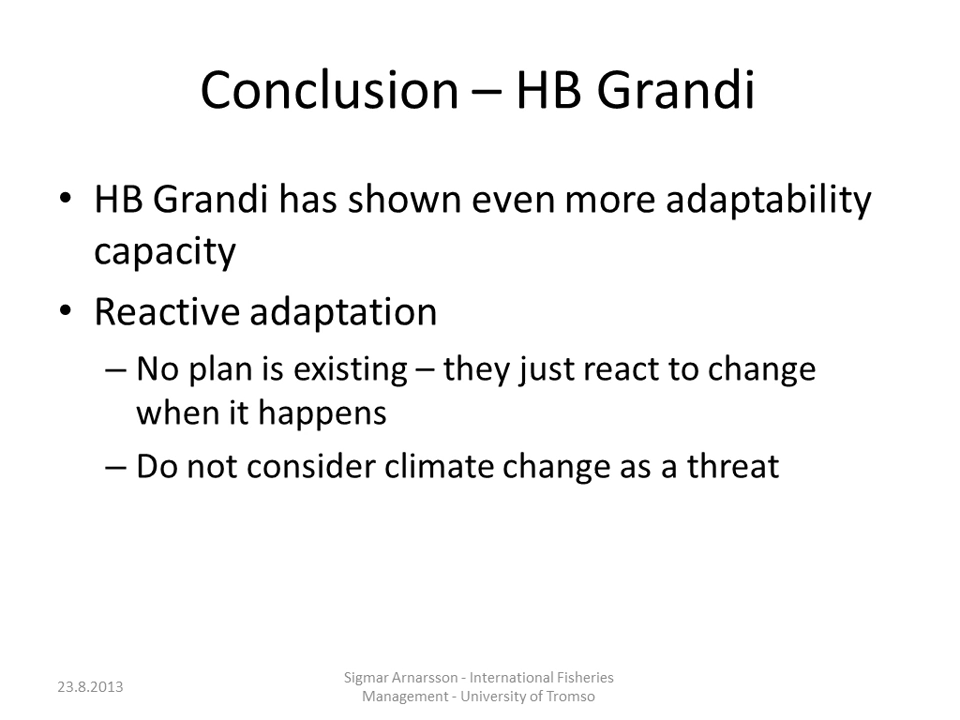 Conclusion – HB Grandi
• HB Grandi has shown even more adaptability
capacity
• Reactive adaptation
– No plan is existing – they just react to change
when it happens
– Do not consider climate change as a threat
23.8.2013
Sigmar Arnarsson - International Fisheries
Management - University of Tromso